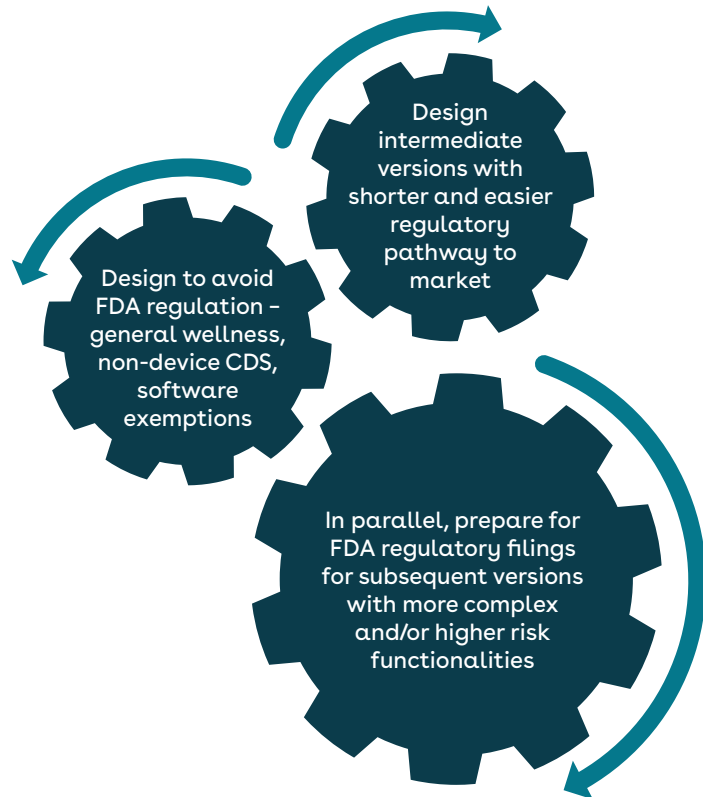 Design
intermediate
versions with
shorter and easier
regulatory
pathway to
market
Design to avoid
FDA regulation –
general wellness,
non-device CDS,
software
exemptions
In parallel, prepare for
FDA regulatory filings
for subsequent versions
with more complex
and/or higher risk
functionalities